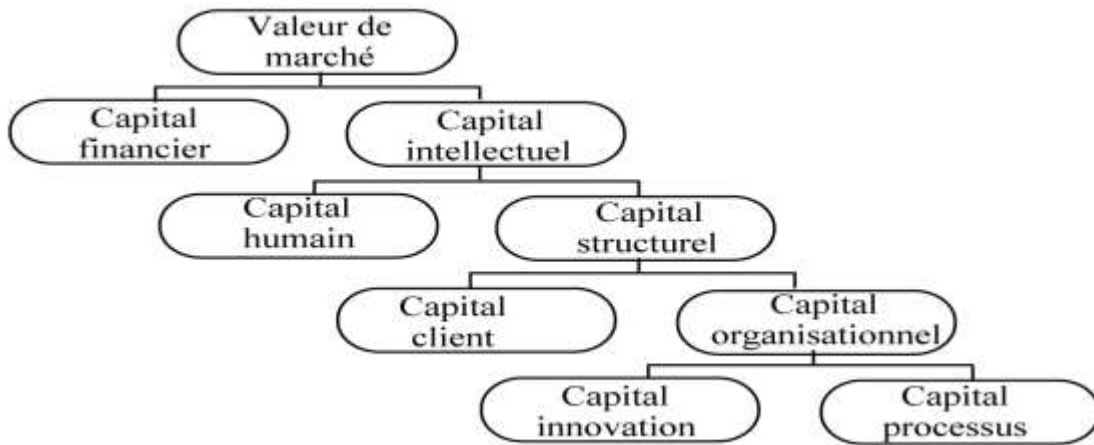 Valeur de
marché
Capital
financier
Capital
intellectuel
Capital
humain
Capital
structurel
Capital
client
Capital
organisationnel
Capital
innovation
Capital
processus